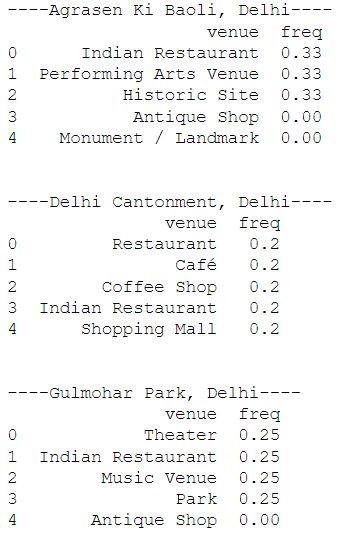 ----Agrasen Ki Baoli, Delhi----
venue freq
0 Indian Restaurant 0.33
1 Performing Arts Venue 0.33
2 Historic Site 0.33
3 Antique Shop 0.00
4 Monument / Landmark 0.00
----Delhi Cantonment, Delhi----
venue freq
0 Restaurant 0.2
1 Café 0.2
2 Coffee Shop 0.2
3 Indian Restaurant 0.2
4 Shopping Mall 0.2
----Gulmohar Park, Delhi----
venue freq
0 Theater 0.25
1 Indian Restaurant 0.25
2 Music Venue 0.25
3 Park 0.25
4 Antique Shop 0.00